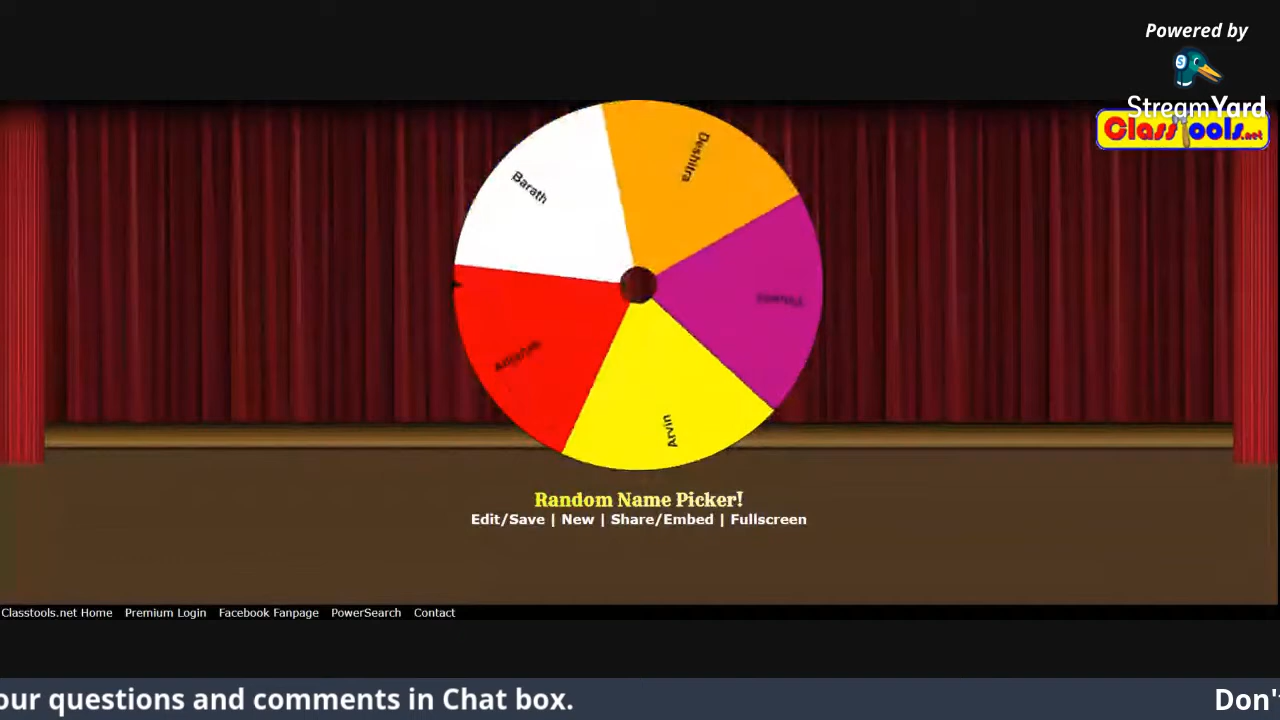 Powered by
StreamYard
ClassTools.net
Barath
Arvin
Random Name Picker!
Edit/Save | New | Share/Embed | Fullscreen
Classtools.net Home Premium Login Facebook Fanpage PowerSearch Contact
our questions and comments in Chat box.
Don't